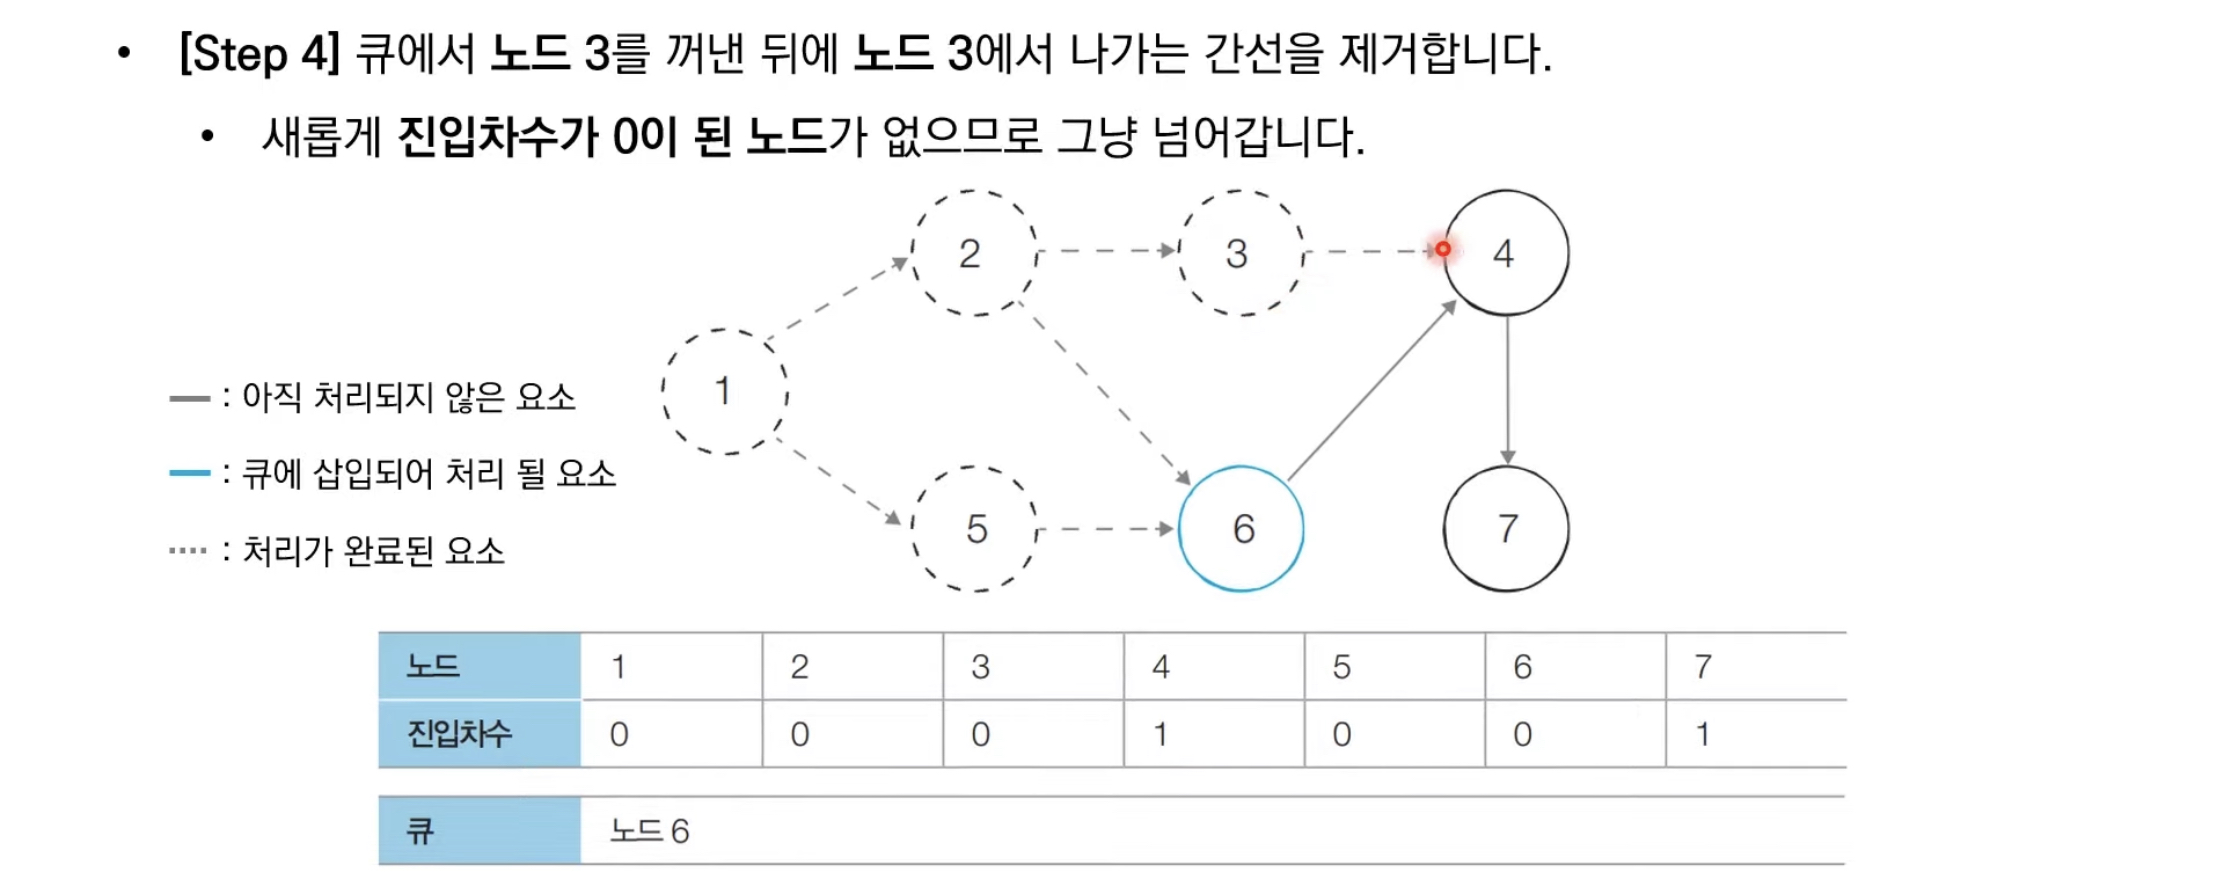 • [Step 4] 큐에서 노드 3를 꺼낸 뒤에 노드 3에서 나가는 간선을 제거합니다.
• 새롭게 진입차수가 0이 된 노드가 없으므로 그냥 넘어갑니다.
2 3 4
1
: 아직 처리되지 않은 요소
: 큐에 삽입되어 처리 될 요소
5 6 7
: 처리가 완료된 요소
노드 1 2 3 4 5 6 7
진입차수 0 0 0 1 0 0 1
큐 노드 6